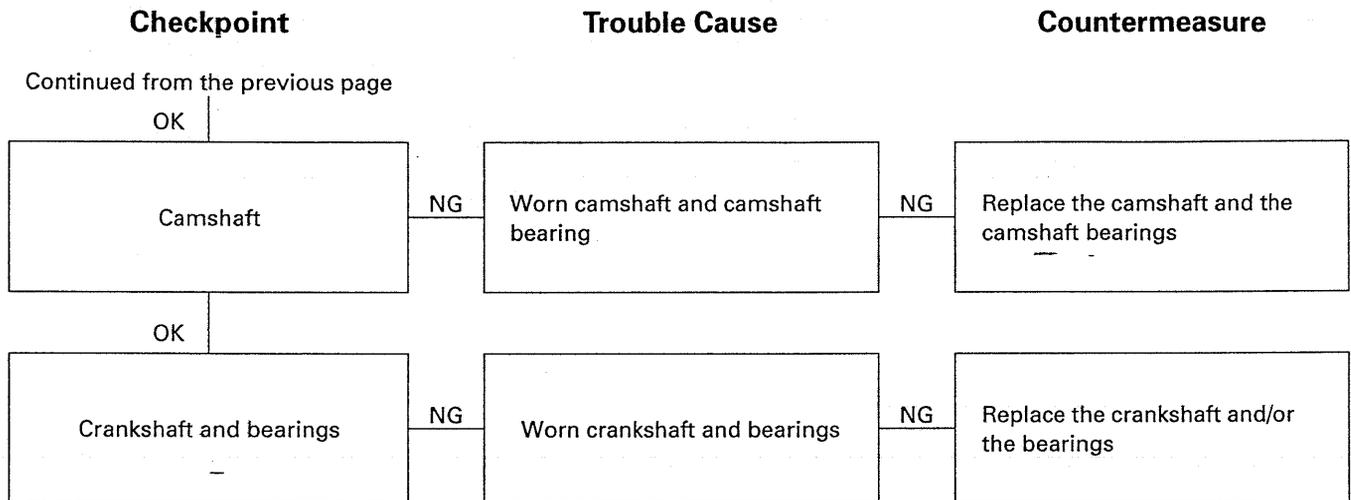 Checkpoint Trouble Cause Countermeasure
Continued from the previous page
OK
Camshaft
NG
Worn camshaft and camshaft
bearing
NG
Replace the camshaft and the
camshaft bearings
OK
Crankshaft and bearings
NG
Worn crankshaft and bearings
NG
Replace the crankshaft and/or
the bearings